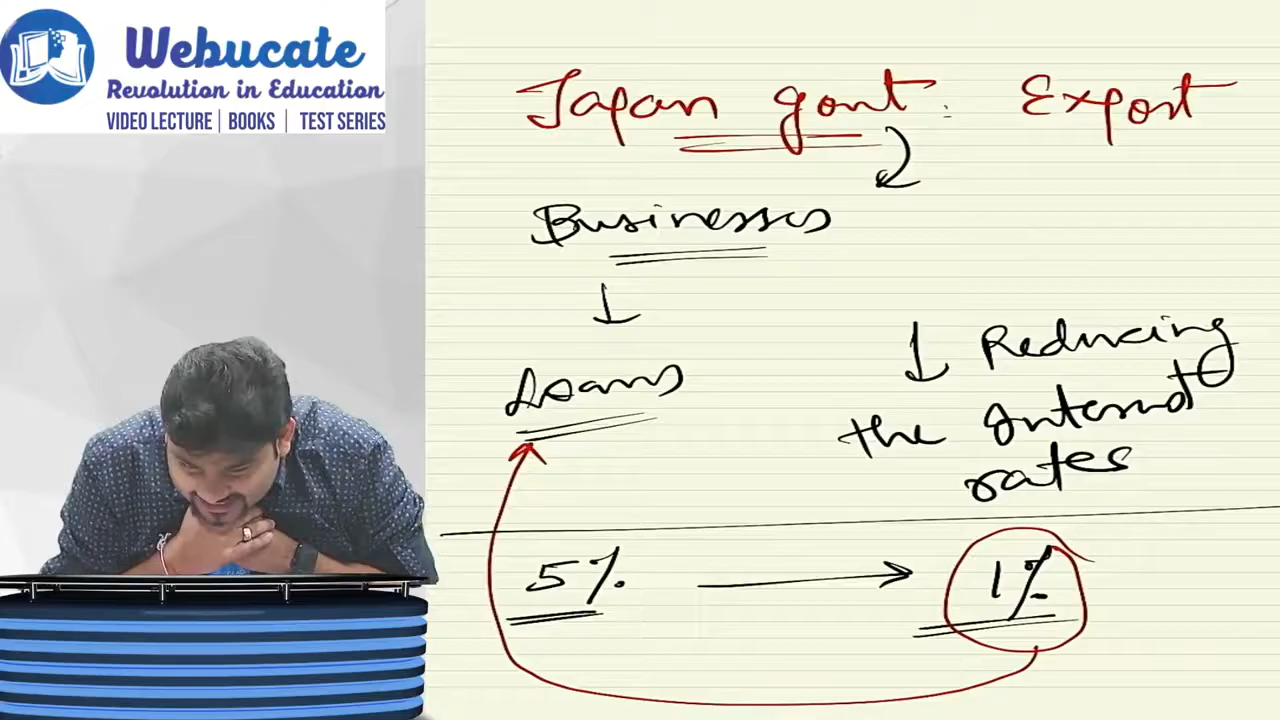 Webucate
Revolution in Education
VIDEO LECTURE | BOOKS | TEST SERIES
Japan govt. Export
Businesses
Loans
↓ Reducing
the Interest
rates
5% → 1%